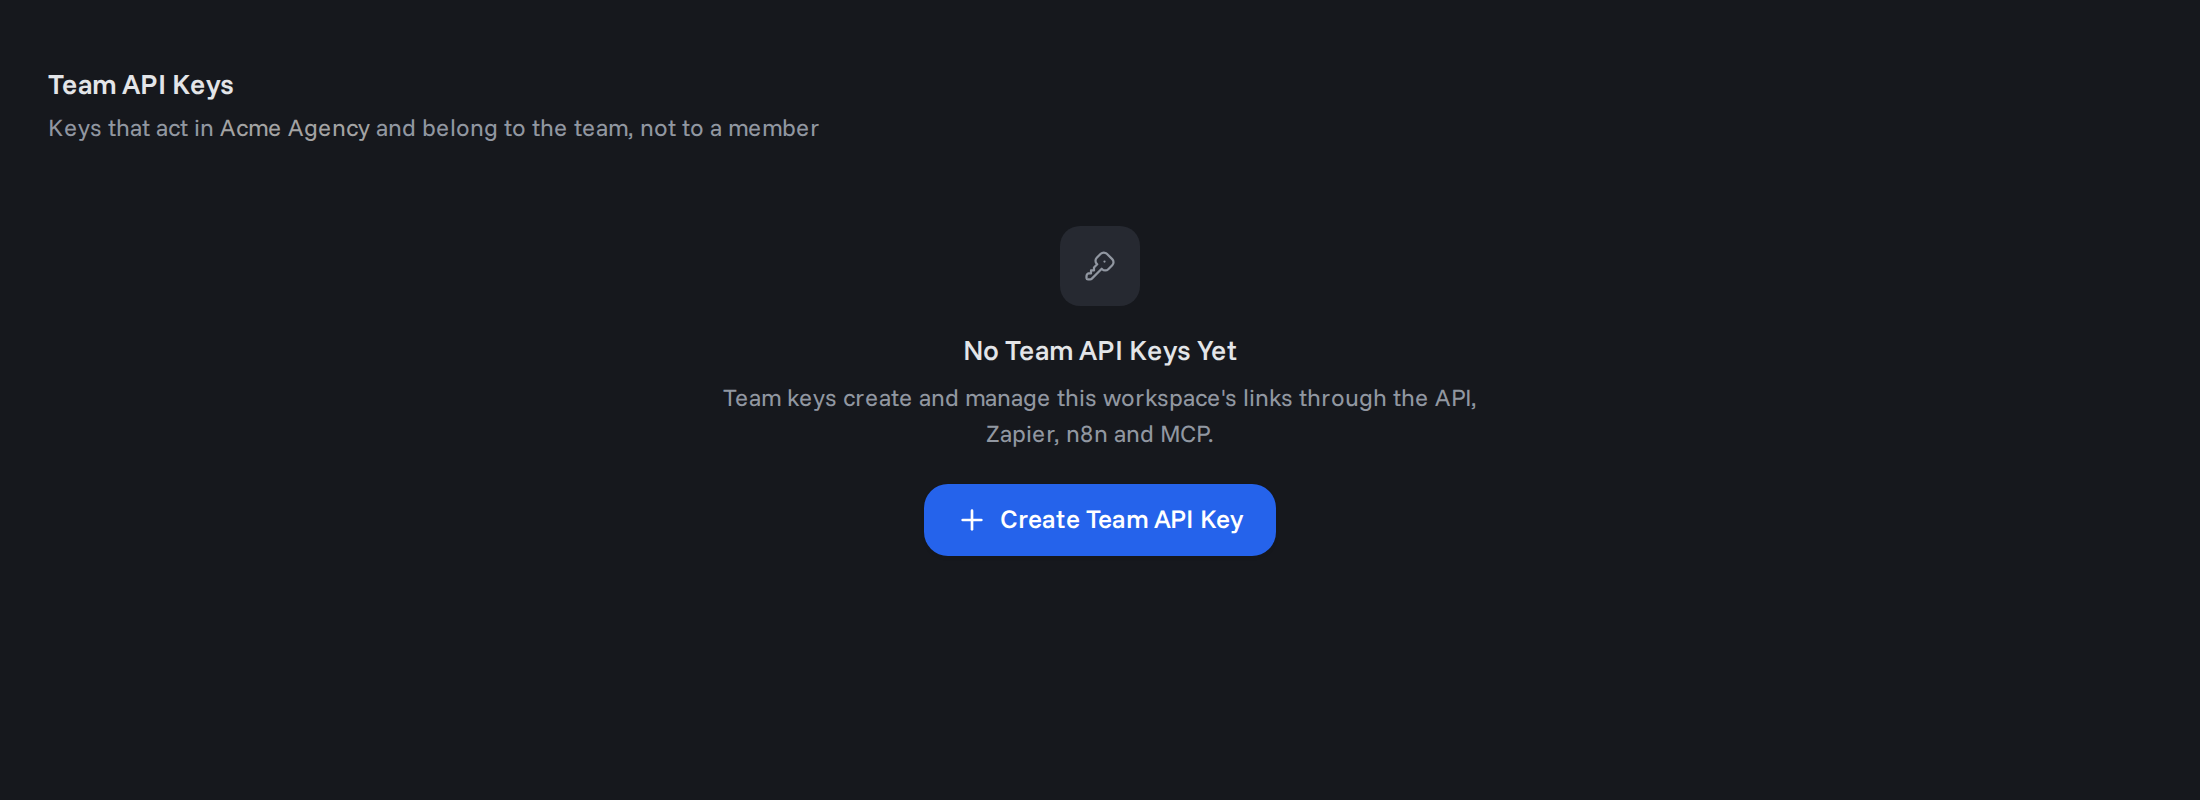 Team API Keys
Keys that act in Acme Agency and belong to the team, not to a member
No Team API Keys Yet
Team keys create and manage this workspace's links through the API,
Zapier, n8n and MCP.
Create Team API Key